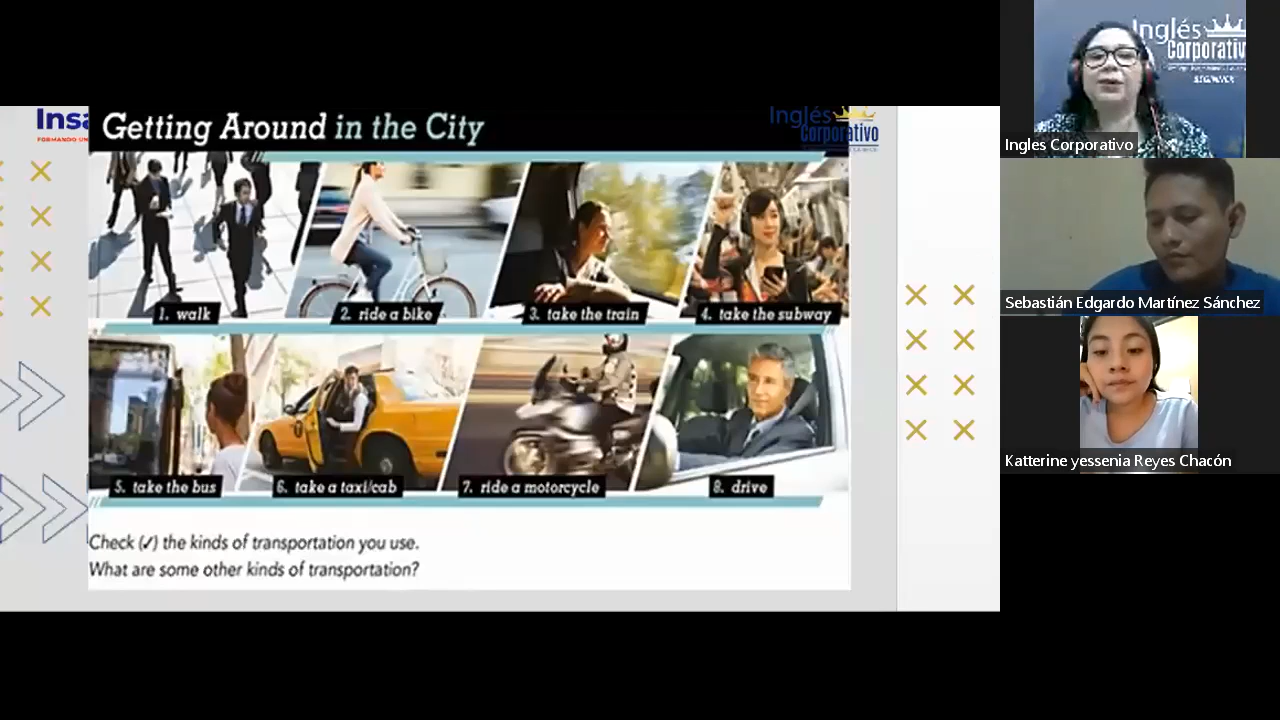 Insa
FORMANDO UN
Getting Around in the City
Inglés
Corporativo
1. walk
2. ride a bike
3. take the train
4. take the subway
5. take the bus
6. take a taxi/cab
7. ride a motorcycle
8. drive
Check (✓) the kinds of transportation you use.
What are some other kinds of transportation?
Inglés
Corporativo
BEGINNER
Ingles Corporativo
Sebastián Edgardo Martínez Sánchez
Katterine yessenia Reyes Chacón